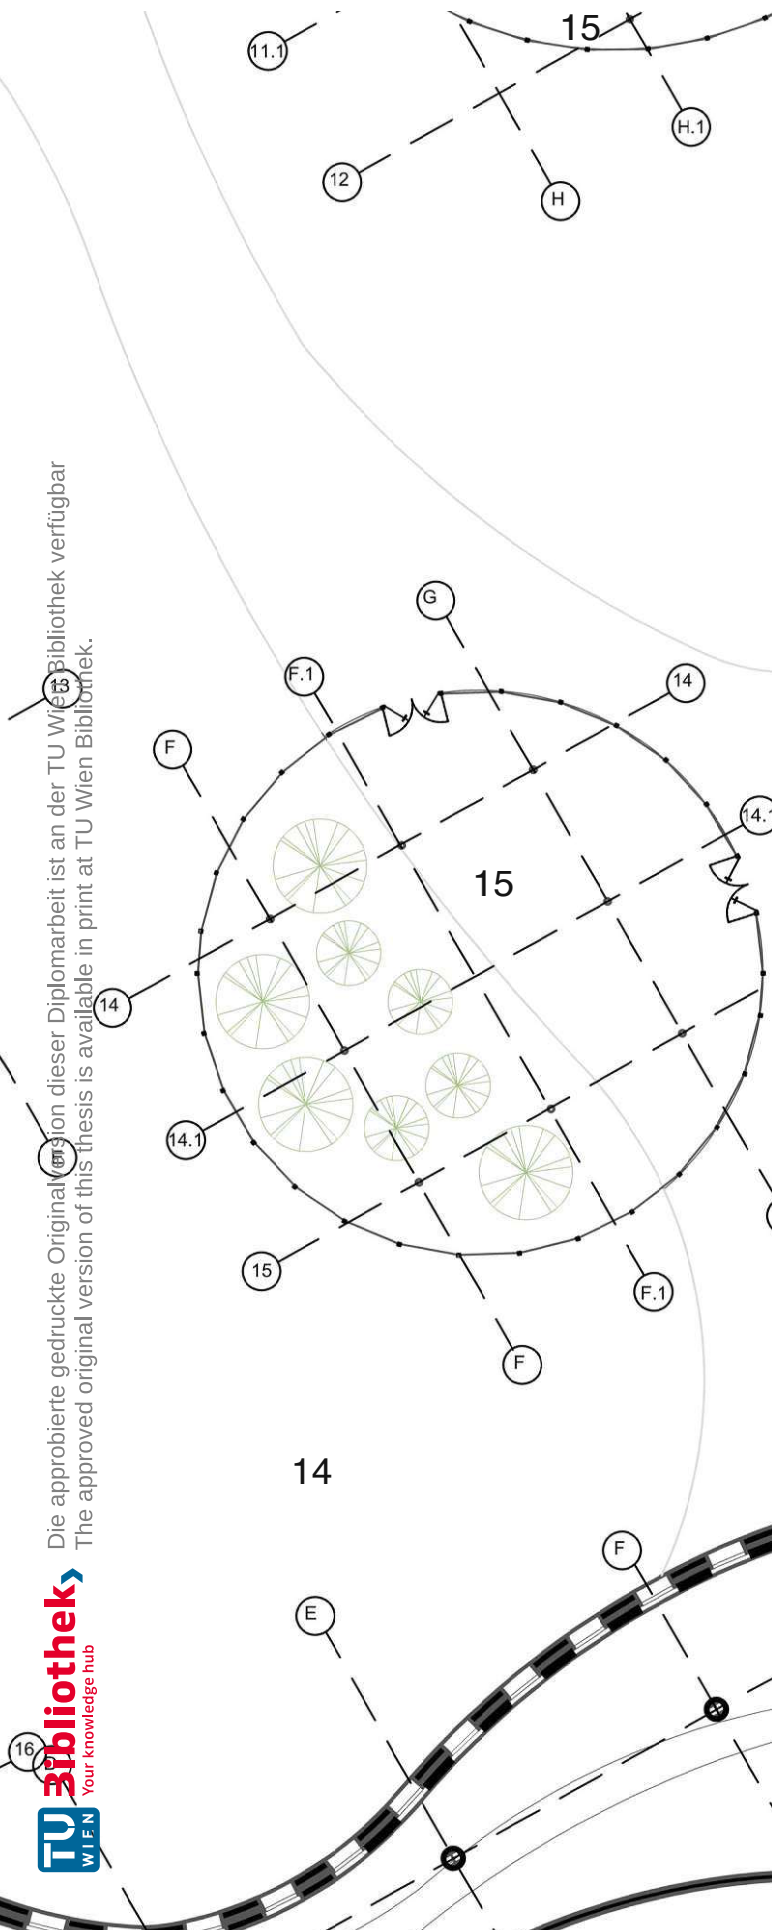 15
11.1
H.1
12
H
G
F.1
14
13
F
14.1
15
14
14.1
15
F.1
F
14
F
E
16
Die approbierte gedruckte Originalversion dieser Diplomarbeit ist an der TU Wien Bibliothek verfügbar
The approved original version of this thesis is available in print at TU Wien Bibliothek.
TU WIEN
Bibliothek
Your knowledge hub